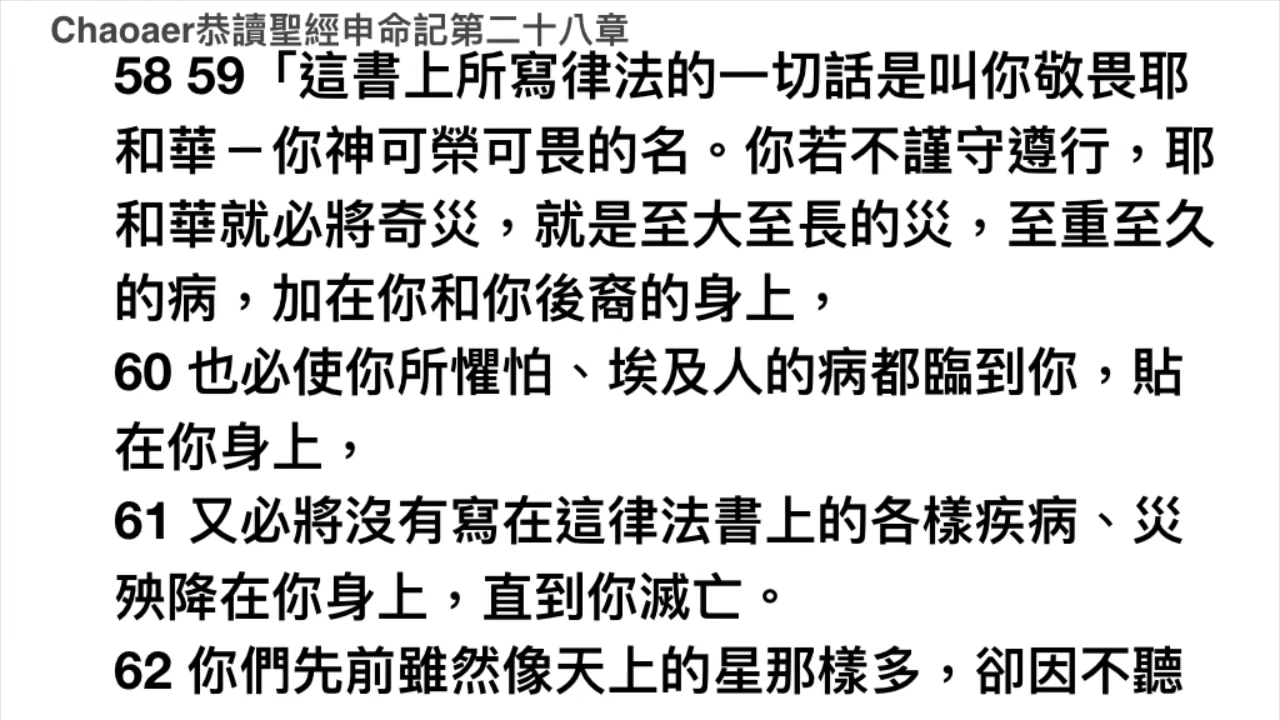 Chaoaer恭讀聖經申命記第二十八章
58 59「這書上所寫律法的一切話是叫你敬畏耶
和華－你神可榮可畏的名。你若不謹守遵行，耶
和華就必將奇災，就是至大至長的災，至重至久
的病，加在你和你後裔的身上，
60 也必使你所懼怕、埃及人的病都臨到你，貼
在你身上，
61 又必將沒有寫在這律法書上的各樣疾病、災
殃降在你身上，直到你滅亡。
62 你們先前雖然像天上的星那樣多，卻因不聽